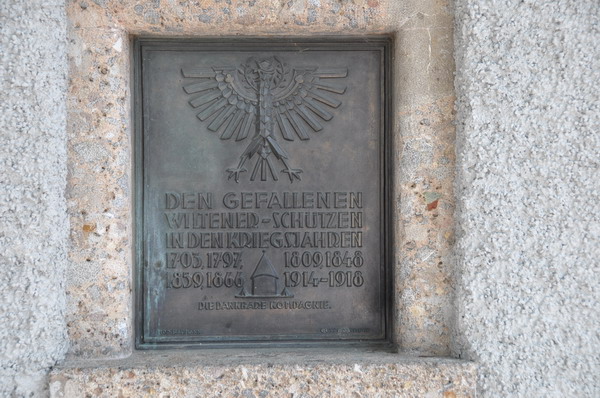 DEN GEFALLENEN
WILTENER-SCHÜTZEN
IN DEN KRIEGSJAHREN
1703, 1797, 1809, 1848
1859, 1866 1914-1918
DIE DANKBARE KOMPAGNIE.